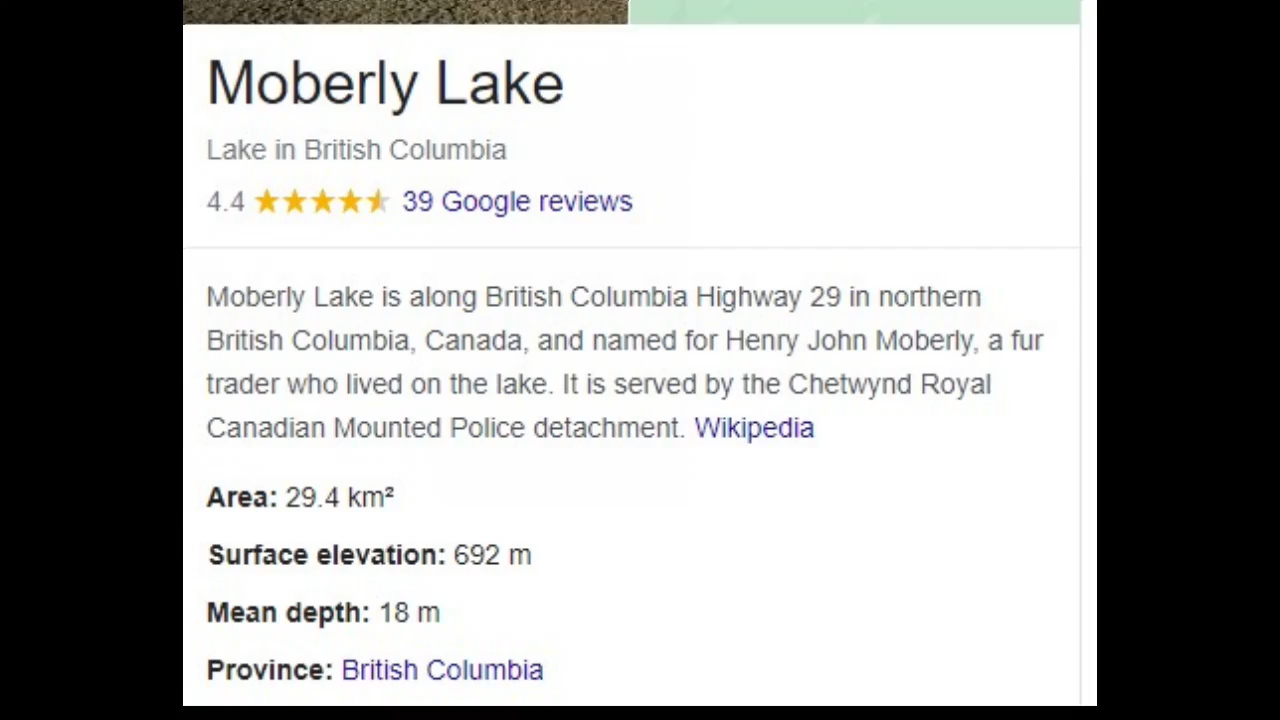 Moberly Lake
Lake in British Columbia
4.4 39 Google reviews
Moberly Lake is along British Columbia Highway 29 in northern
British Columbia, Canada, and named for Henry John Moberly, a fur
trader who lived on the lake. It is served by the Chetwynd Royal
Canadian Mounted Police detachment. Wikipedia
Area: 29.4 km²
Surface elevation: 692 m
Mean depth: 18 m
Province: British Columbia